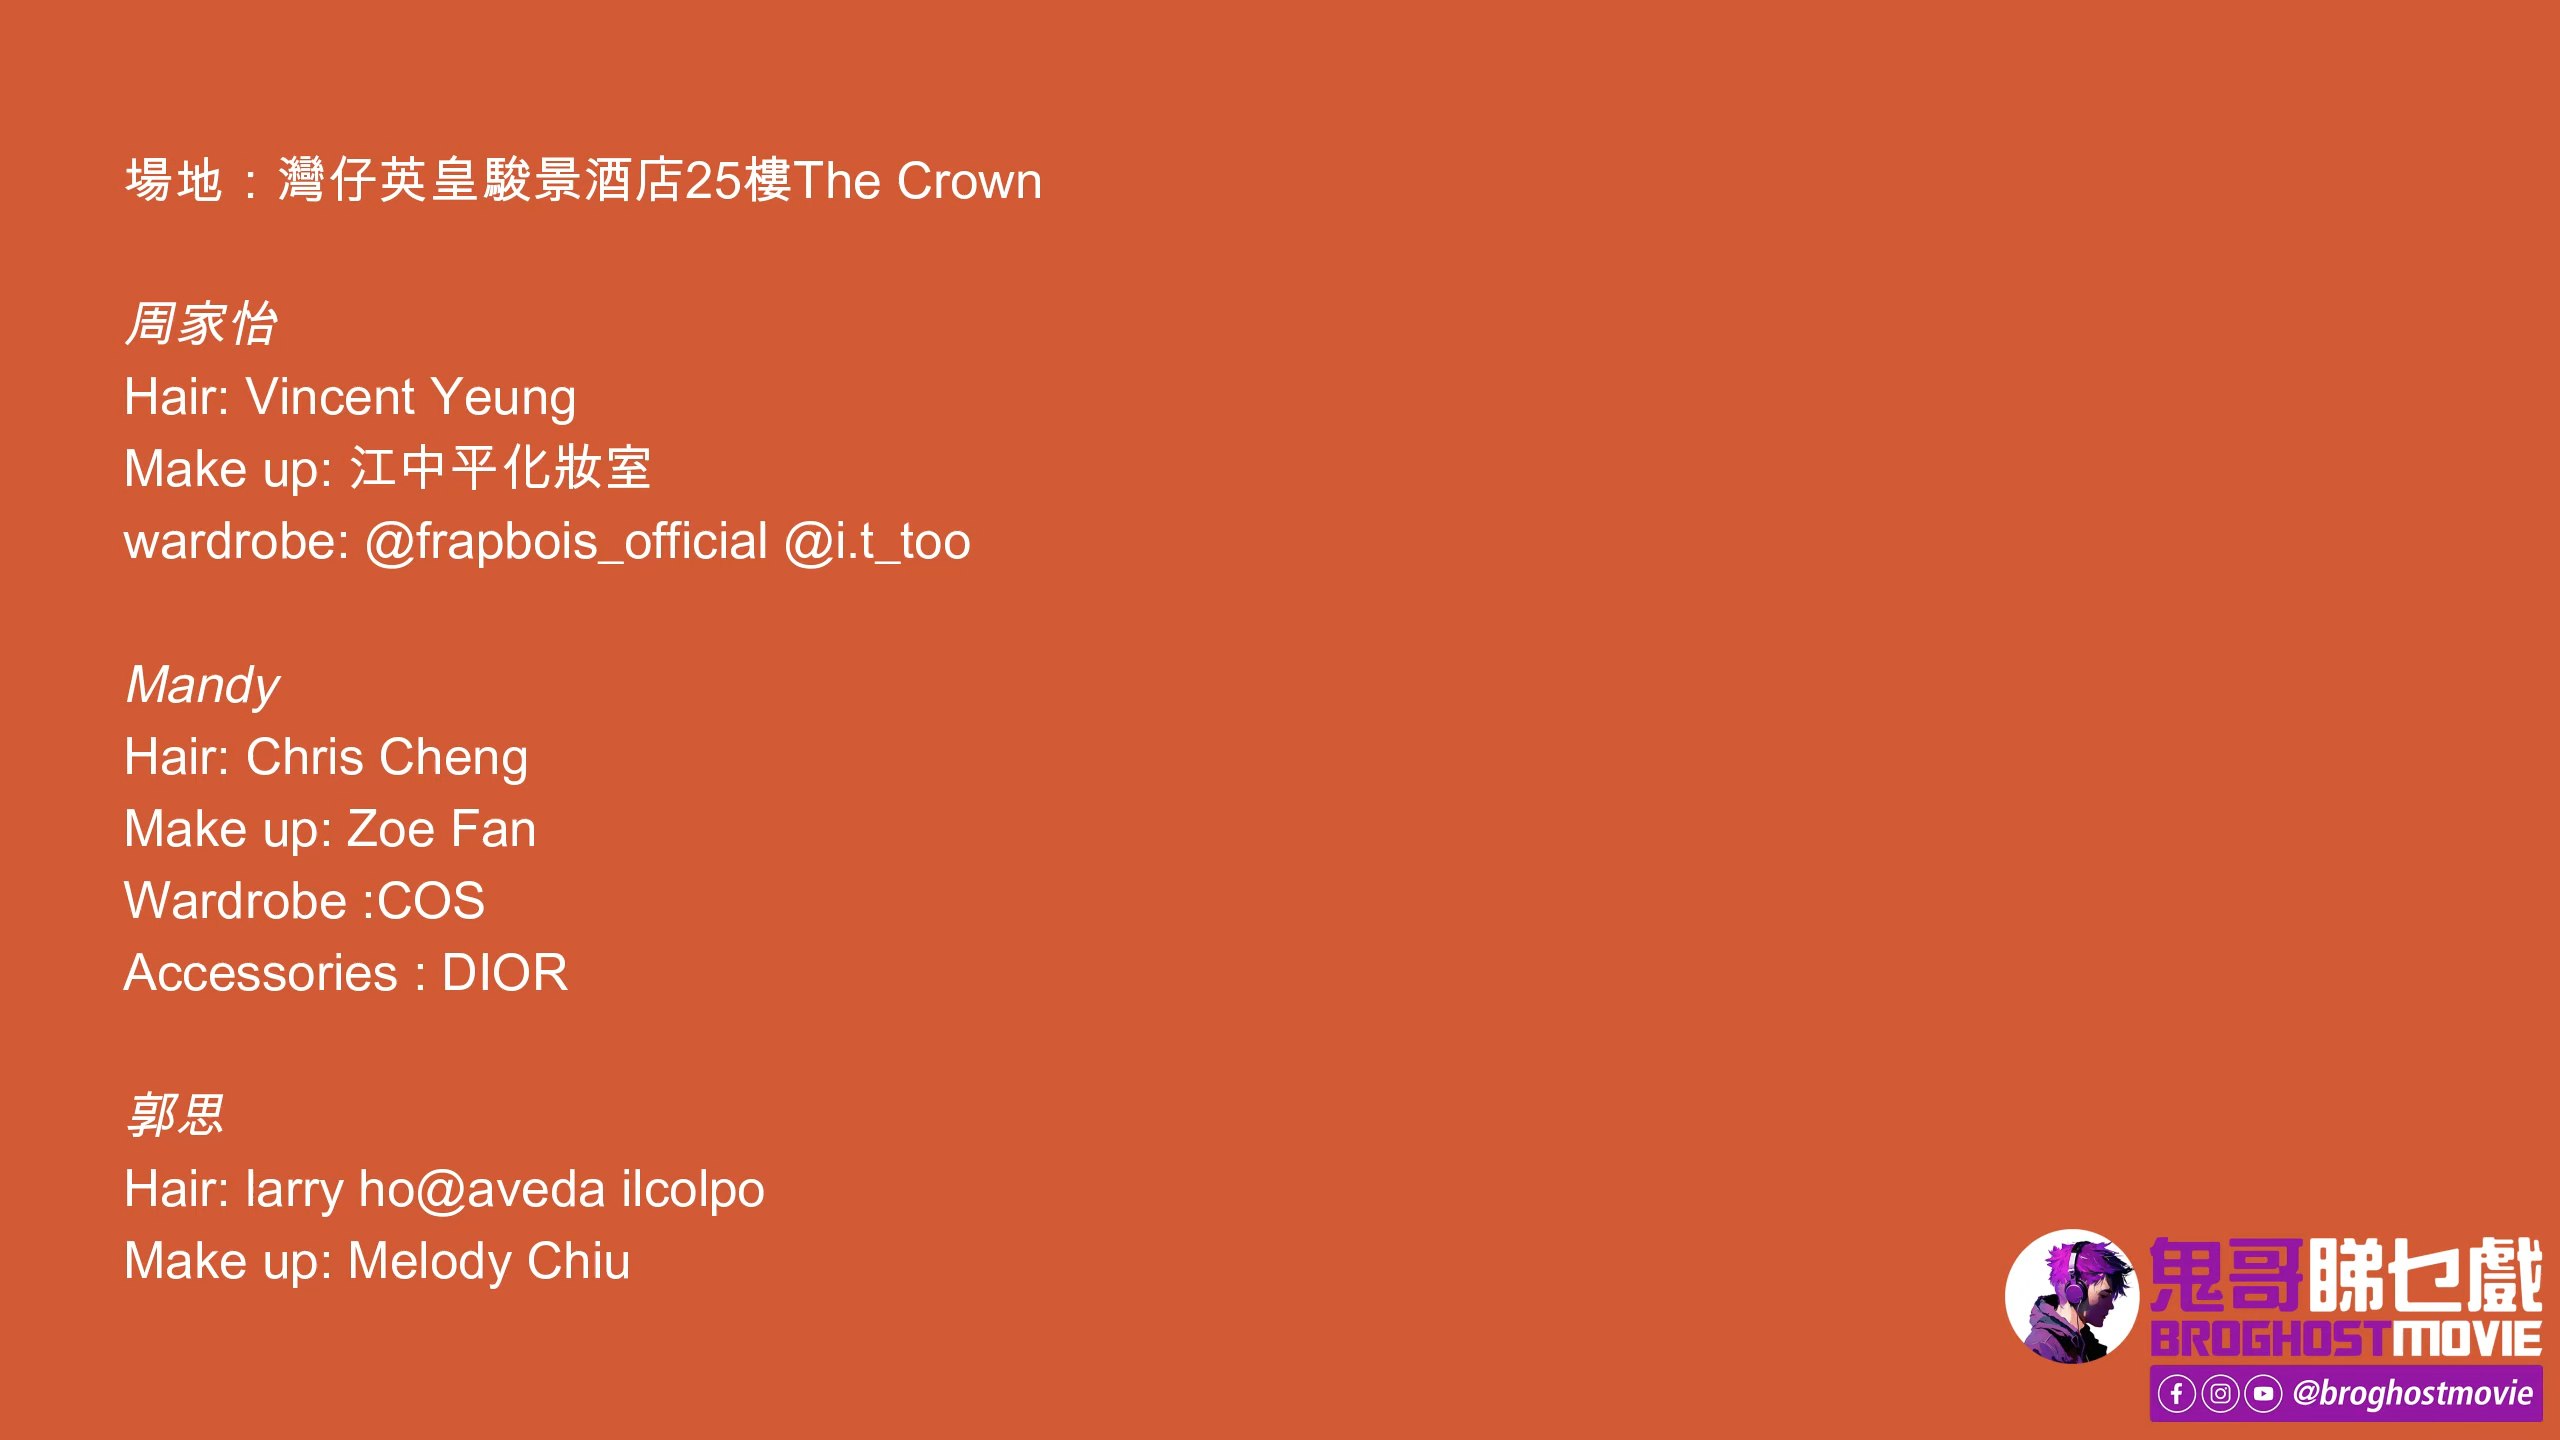 場地：灣仔英皇駿景酒店25樓The Crown
周家怡
Hair: Vincent Yeung
Make up: 江中平化妝室
wardrobe: @frapbois_official @i.t_too
Mandy
Hair: Chris Cheng
Make up: Zoe Fan
Wardrobe :COS
Accessories : DIOR
郭思
Hair: larry ho@aveda ilcolpo
Make up: Melody Chiu
鬼哥睇乜戲
BROGHOSTMOVIE
@broghostmovie